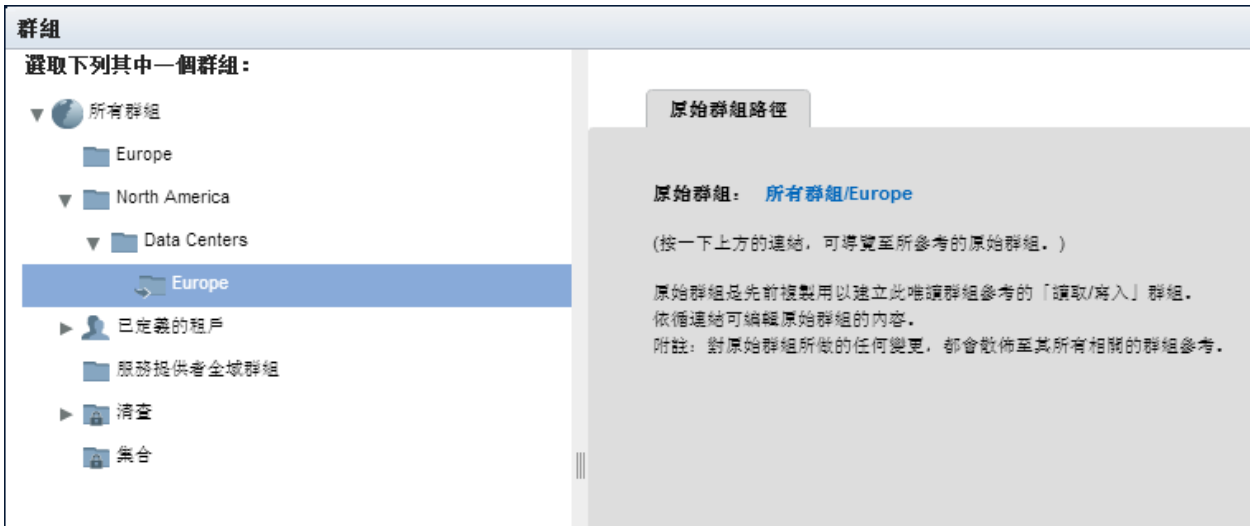 群組
選取下列其中一個群組：
所有群組
Europe
North America
Data Centers
Europe
已定義的租戶
服務提供者全域群組
清查
集合
原始群組路徑
原始群組： 所有群組/Europe
(按一下上方的連結，可導覽至所參考的原始群組。)
原始群組是先前複製用以建立此唯讀群組參考的「讀取/寫入」群組。
依循連結可編輯原始群組的內容。
附註：對原始群組所做的任何變更，都會散佈至其所有相關的群組參考。